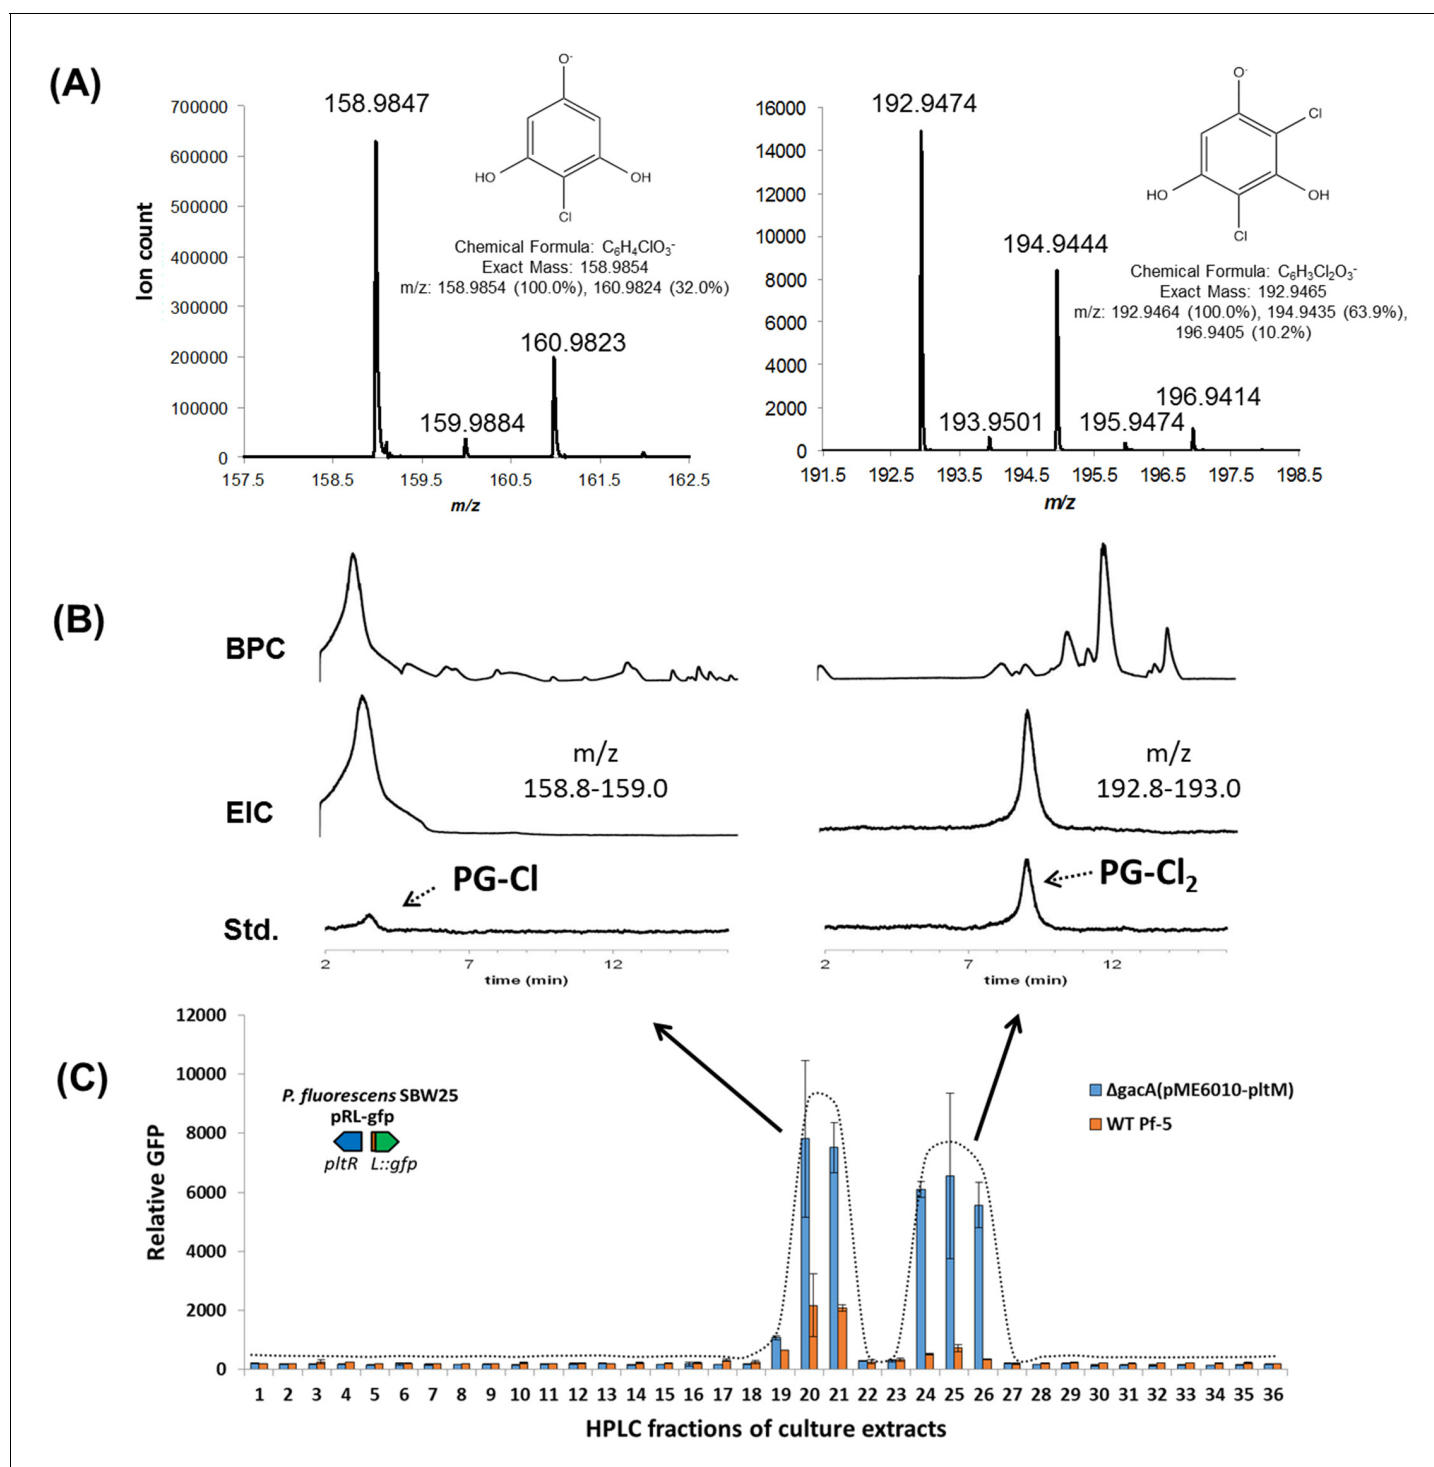 (A)
700000
600000
500000
400000
300000
200000
100000
0
Ion count
158.9847
159.9884
160.9823
O-
HO
OH
Cl
Chemical Formula: C6H4ClO3-
Exact Mass: 158.9854
m/z: 158.9854 (100.0%), 160.9824 (32.0%)
157.5 158.5 159.5 160.5 161.5 162.5
m/z
16000
14000
12000
10000
8000
6000
4000
2000
0
192.9474
193.9501
194.9444
195.9474
196.9414
O-
Cl
HO
OH
Cl
Chemical Formula: C6H3Cl2O3-
Exact Mass: 192.9465
m/z: 192.9464 (100.0%), 194.9435 (63.9%),
196.9405 (10.2%)
191.5 192.5 193.5 194.5 195.5 196.5 197.5 198.5
m/z
(B)
BPC
EIC
m/z
158.8-159.0
m/z
192.8-193.0
Std.
PG-Cl
PG-Cl2
2 7 12
time (min)
2 7 12
time (min)
(C)
12000
10000
8000
6000
4000
2000
0
Relative GFP
P. fluorescens SBW25
pRL-gfp
pltR L::gfp
ΔgacA(pME6010-pltM)
WT Pf-5
1 2 3 4 5 6 7 8 9 10 11 12 13 14 15 16 17 18 19 20 21 22 23 24 25 26 27 28 29 30 31 32 33 34 35 36
HPLC fractions of culture extracts